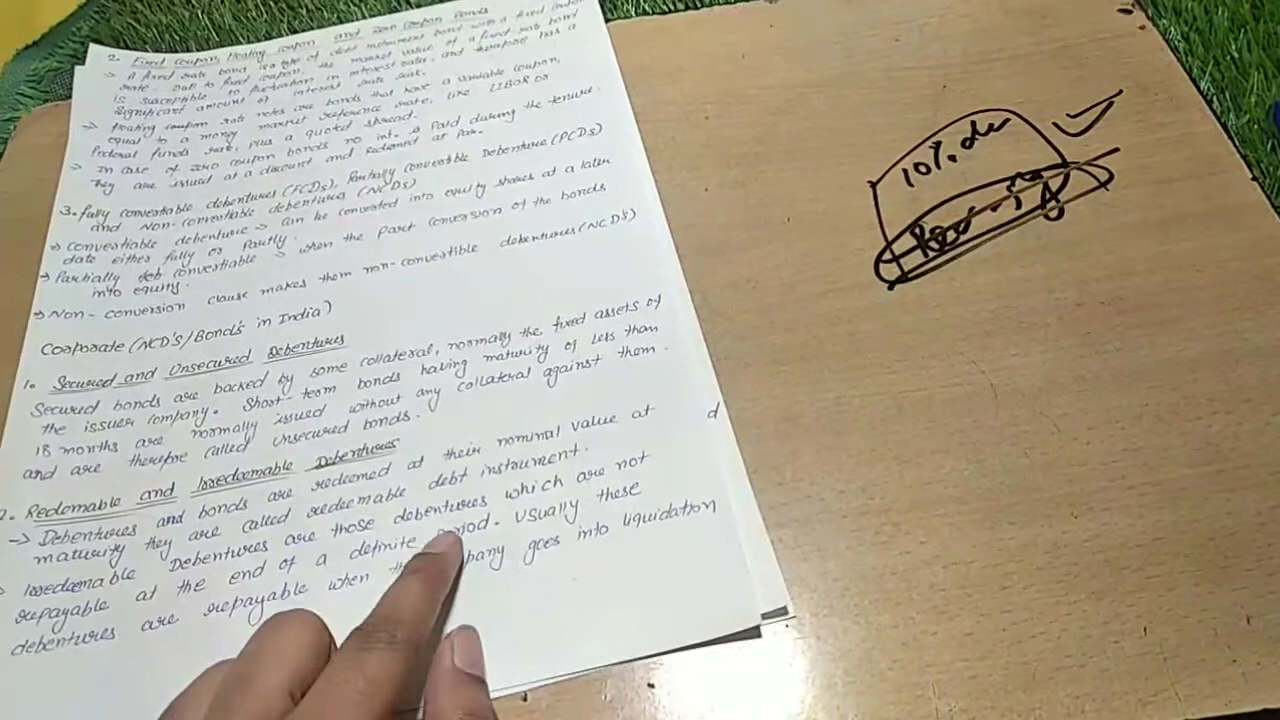 2. Fixed Coupon, Floating Coupon and Zero Coupon Bonds
→ A fixed rate bond is a type of debt instrument bond with a fixed
rate. Due to fixed coupon, the market value of a fixed rate bond
is susceptible to fluctuation in interest rates, and therefore has a
significant amount of interest rate risk.
→ Floating coupon rate notes are bonds that have a variable coupon,
equal to a money market reference rate, like LIBOR or
Federal funds rate, plus a quoted spread.
→ In case of zero coupon bonds no int. is paid during the tenure.
They are issued at a discount and redeemed at par.
3. Fully convertiable debentures (FCDs), Partially convertiable Debenture (PCDs)
and Non-Convertiable debentures (NCDs)
→ Convertiable debenture → can be converted into equity shares at a later
date either fully or partly.
→ Partially deb convertiable → when the part conversion of the bonds
into equity.
→ Non-conversion clause makes them non-convertible debentures (NCD's)
Corporate (NCD's/Bond's in India)
1. Secured and Unsecured Debentures
Secured bonds are backed by some collateral, normally the fixed assets of
the issuer company. Short term bonds having maturity of less than
18 months are normally issued without any collateral against them.
and are therefore called Unsecured bonds.
2. Redemable and Irredeemable Debentures
→ Debentures and bonds are redeemed at their nominal value at
maturity they are called redeemable debt instrument.
Irredeemable Debentures are those debentures which are not
repayable at the end of a definite period. Usually these
debentures are repayable when the company goes into liquidation
d
10%. de